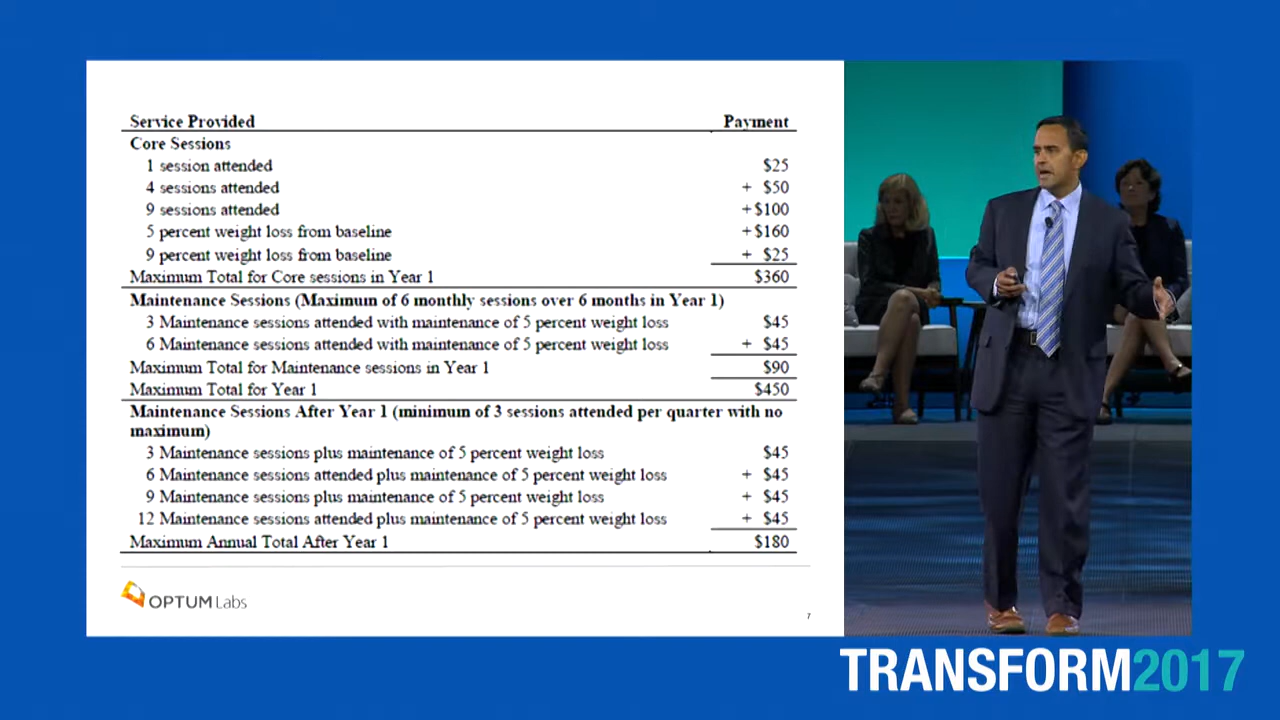 Service Provided Payment
Core Sessions
1 session attended $25
4 sessions attended + $50
9 sessions attended +$100
5 percent weight loss from baseline +$160
9 percent weight loss from baseline + $25
Maximum Total for Core sessions in Year 1 $360
Maintenance Sessions (Maximum of 6 monthly sessions over 6 months in Year 1)
3 Maintenance sessions attended with maintenance of 5 percent weight loss $45
6 Maintenance sessions attended with maintenance of 5 percent weight loss + $45
Maximum Total for Maintenance sessions in Year 1 $90
Maximum Total for Year 1 $450
Maintenance Sessions After Year 1 (minimum of 3 sessions attended per quarter with no
maximum)
3 Maintenance sessions plus maintenance of 5 percent weight loss $45
6 Maintenance sessions attended plus maintenance of 5 percent weight loss + $45
9 Maintenance sessions plus maintenance of 5 percent weight loss + $45
12 Maintenance sessions attended plus maintenance of 5 percent weight loss + $45
Maximum Annual Total After Year 1 $180
OPTUMLabs
7
TRANSFORM2017